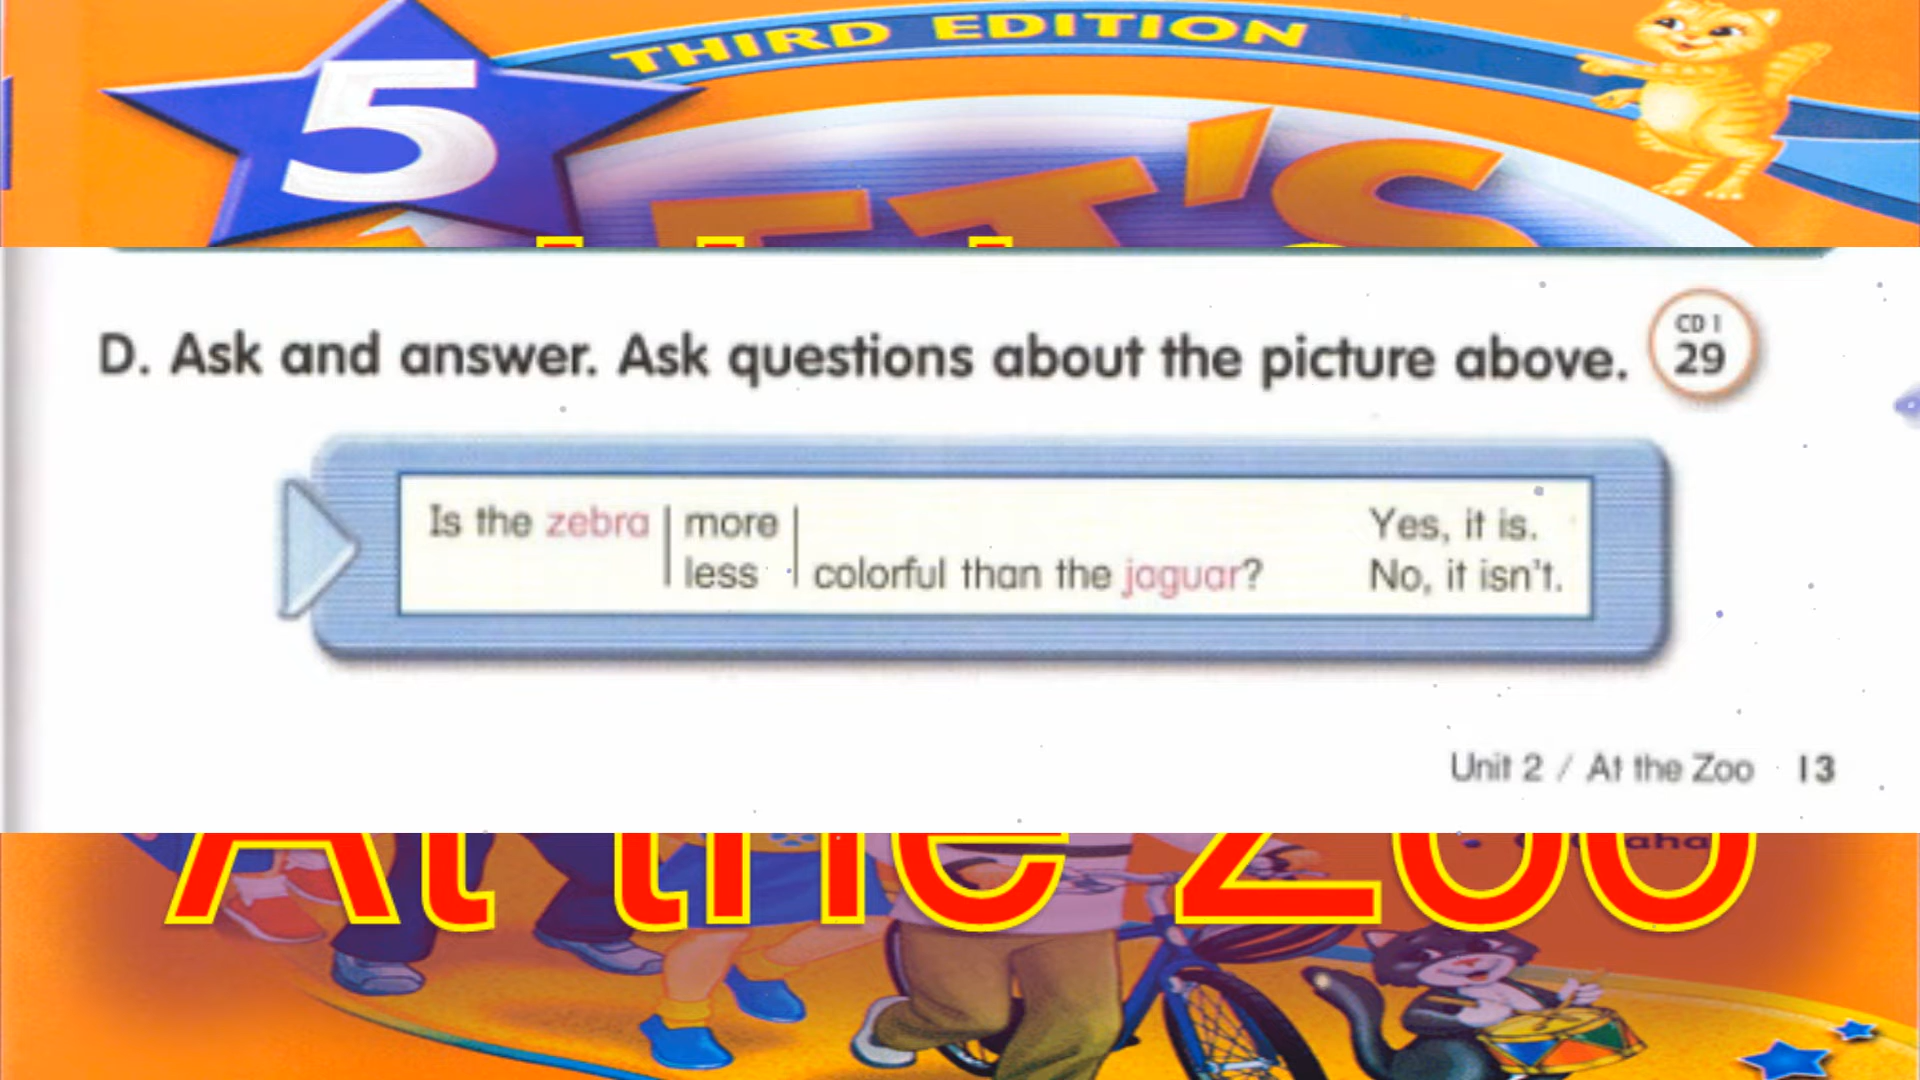 THIRD EDITION
5
LET'S
D. Ask and answer. Ask questions about the picture above.
CD 1
29
Is the zebra more
less colorful than the jaguar?
Yes, it is.
No, it isn't.
Unit 2 / At the Zoo 13
At the Zoo